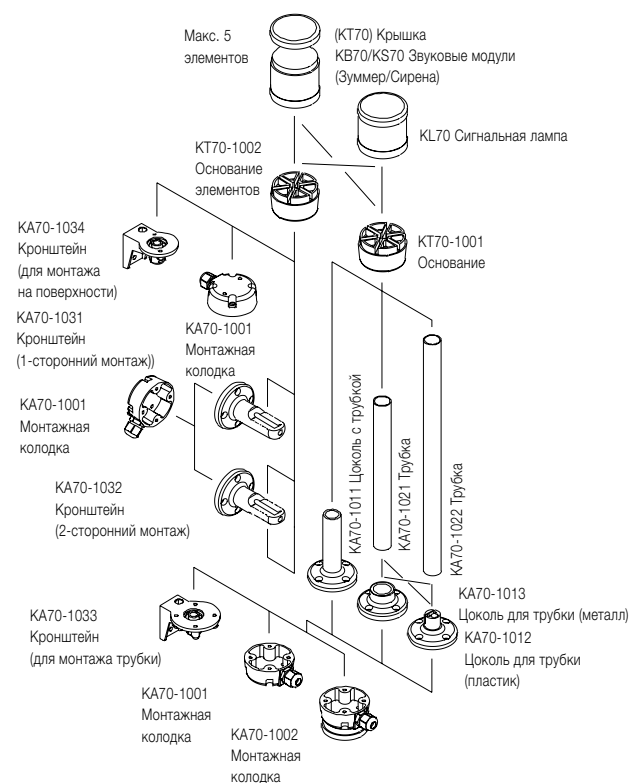 Макс. 5
элементов
(KT70) Крышка
KB70/KS70 Звуковые модули
(Зуммер/Сирена)
KL70 Сигнальная лампа
KT70-1002
Основание
элементов
KA70-1034
Кронштейн
(для монтажа
на поверхности)
KT70-1001
Основание
KA70-1031
Кронштейн
(1-сторонний монтаж))
KA70-1001
Монтажная
колодка
KA70-1001
Монтажная
колодка
KA70-1032
Кронштейн
(2-сторонний монтаж)
KA70-1011 Цоколь с трубкой
KA70-1021 Трубка
KA70-1022 Трубка
KA70-1013
Цоколь для трубки (металл)
KA70-1012
Цоколь для трубки
(пластик)
KA70-1033
Кронштейн
(для монтажа трубки)
KA70-1001
Монтажная
колодка
KA70-1002
Монтажная
колодка